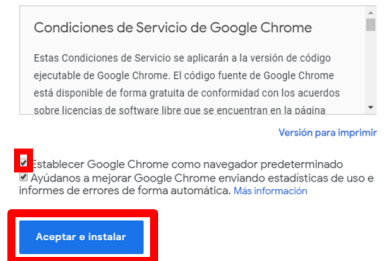 Condiciones de Servicio de Google Chrome
Estas Condiciones de Servicio se aplicarán a la versión de código
ejecutable de Google Chrome. El código fuente de Google Chrome
está disponible de forma gratuita de conformidad con los acuerdos
sobre licencias de software libre que se encuentran en la página
Versión para imprimir
Establecer Google Chrome como navegador predeterminado
Ayúdanos a mejorar Google Chrome enviando estadísticas de uso e
informes de errores de forma automática. Más información
Aceptar e instalar